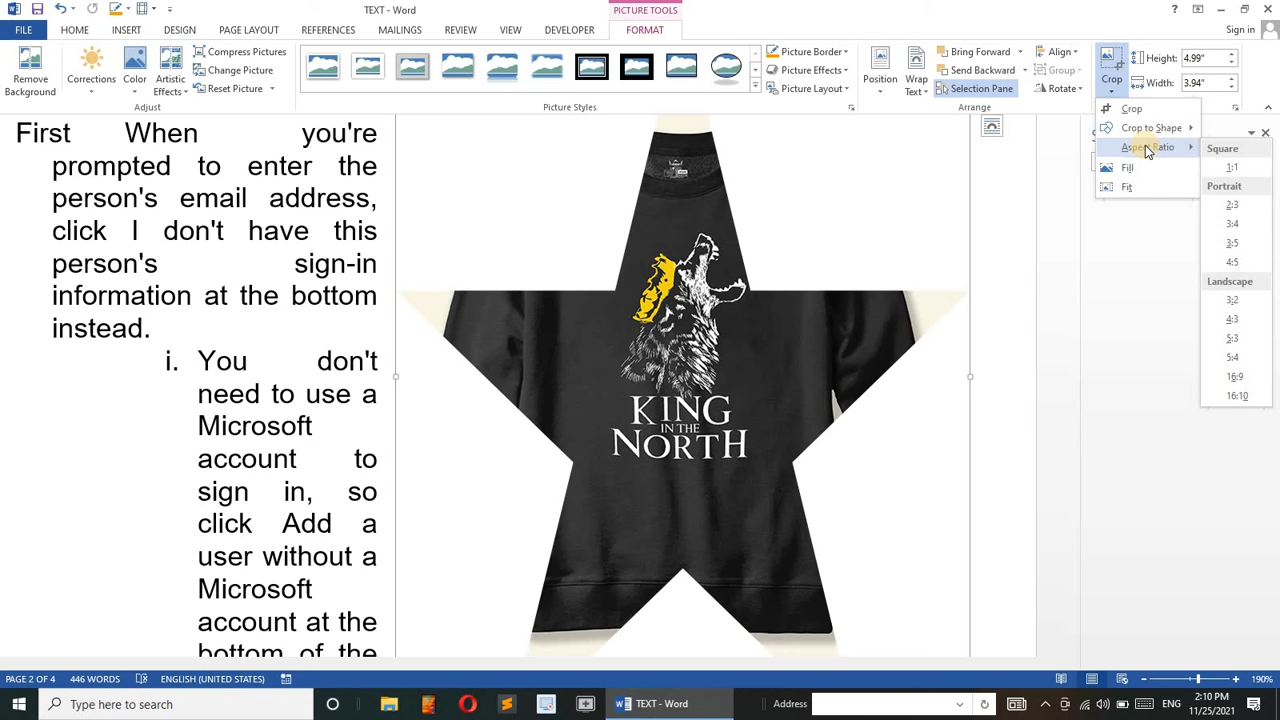 TEXT - Word
PICTURE TOOLS
?
Sign in
FILE
HOME
INSERT
DESIGN
PAGE LAYOUT
REFERENCES
MAILINGS
REVIEW
VIEW
DEVELOPER
FORMAT
Remove Background
Corrections
Color
Artistic Effects
Compress Pictures
Change Picture
Reset Picture
Adjust
Picture Styles
Picture Border
Picture Effects
Picture Layout
Position
Wrap Text
Bring Forward
Send Backward
Selection Pane
Align
Group
Rotate
Arrange
Crop
Height: 4.99"
Width: 3.94"
Crop
Crop to Shape
Aspect Ratio
Fill
Fit
Square
1:1
Portrait
2:3
3:4
3:5
4:5
Landscape
3:2
4:3
5:3
5:4
16:9
16:10
First When you're
prompted to enter the
person's email address,
click I don't have this
person's sign-in
information at the bottom
instead.
i. You don't
need to use a
Microsoft
account to
sign in, so
click Add a
user without a
Microsoft
account at the
bottom of the
KING
IN THE
NORTH
PAGE 2 OF 4
446 WORDS
ENGLISH (UNITED STATES)
190%
Type here to search
TEXT - Word
Address
ENG
2:10 PM
11/25/2021